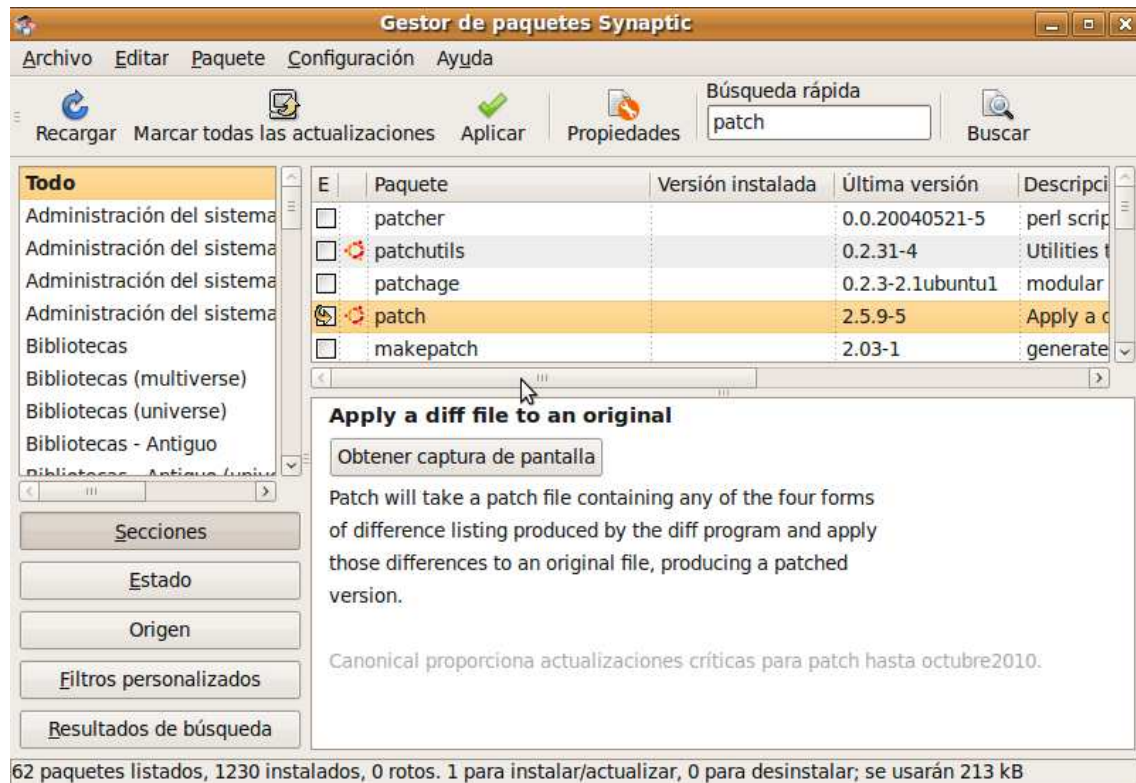 Gestor de paquetes Synaptic
Archivo Editar Paquete Configuración Ayuda
Recargar Marcar todas las actualizaciones Aplicar Propiedades Búsqueda rápida patch Buscar
Todo
Administración del sistema
Administración del sistema
Administración del sistema
Administración del sistema
Bibliotecas
Bibliotecas (multiverse)
Bibliotecas (universe)
Bibliotecas - Antiguo
Bibliotecas - Antiguo (unive
Secciones
Estado
Origen
Filtros personalizados
Resultados de búsqueda
E Paquete Versión instalada Última versión Descripci
patcher 0.0.20040521-5 perl scrip
patchutils 0.2.31-4 Utilities t
patchage 0.2.3-2.1ubuntu1 modular
patch 2.5.9-5 Apply a d
makepatch 2.03-1 generate
Apply a diff file to an original
Obtener captura de pantalla
Patch will take a patch file containing any of the four forms
of difference listing produced by the diff program and apply
those differences to an original file, producing a patched
version.
Canonical proporciona actualizaciones críticas para patch hasta octubre2010.
62 paquetes listados, 1230 instalados, 0 rotos. 1 para instalar/actualizar, 0 para desinstalar; se usarán 213 kB